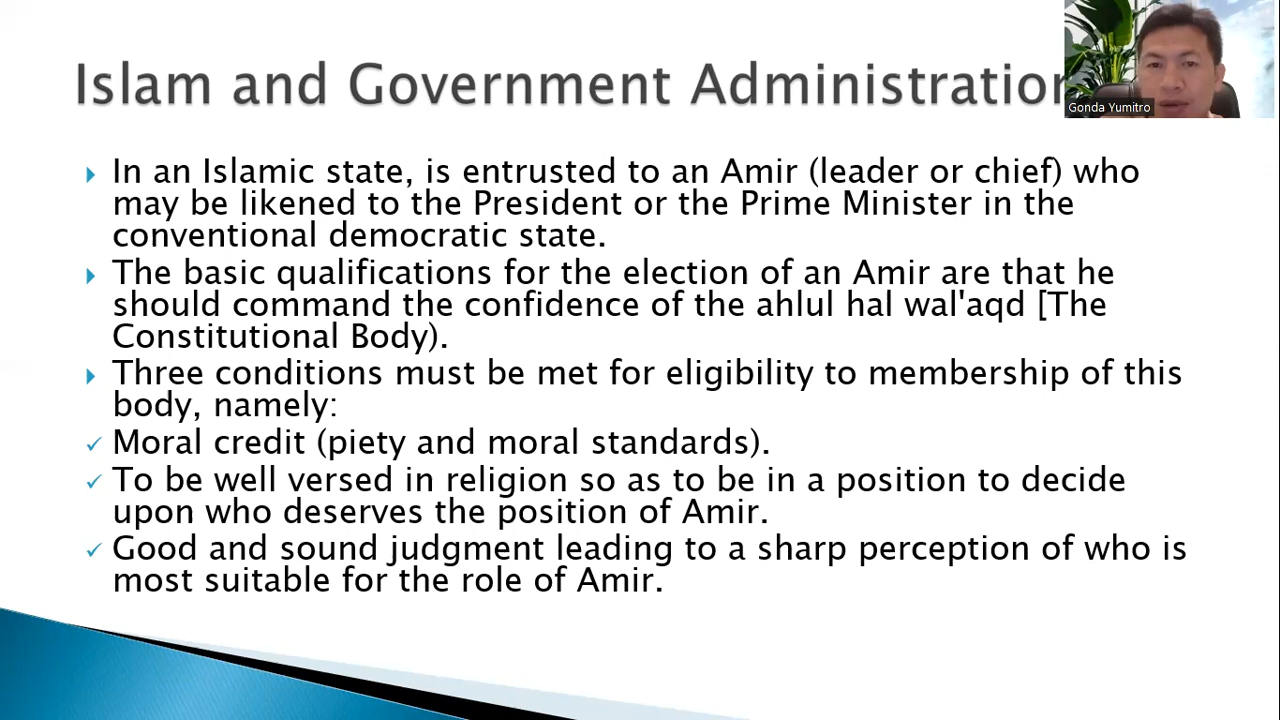 Islam and Government Administration
Gonda Yumitro
In an Islamic state, is entrusted to an Amir (leader or chief) who
may be likened to the President or the Prime Minister in the
conventional democratic state.
The basic qualifications for the election of an Amir are that he
should command the confidence of the ahlul hal wal'aqd [The
Constitutional Body).
Three conditions must be met for eligibility to membership of this
body, namely:
Moral credit (piety and moral standards).
To be well versed in religion so as to be in a position to decide
upon who deserves the position of Amir.
Good and sound judgment leading to a sharp perception of who is
most suitable for the role of Amir.